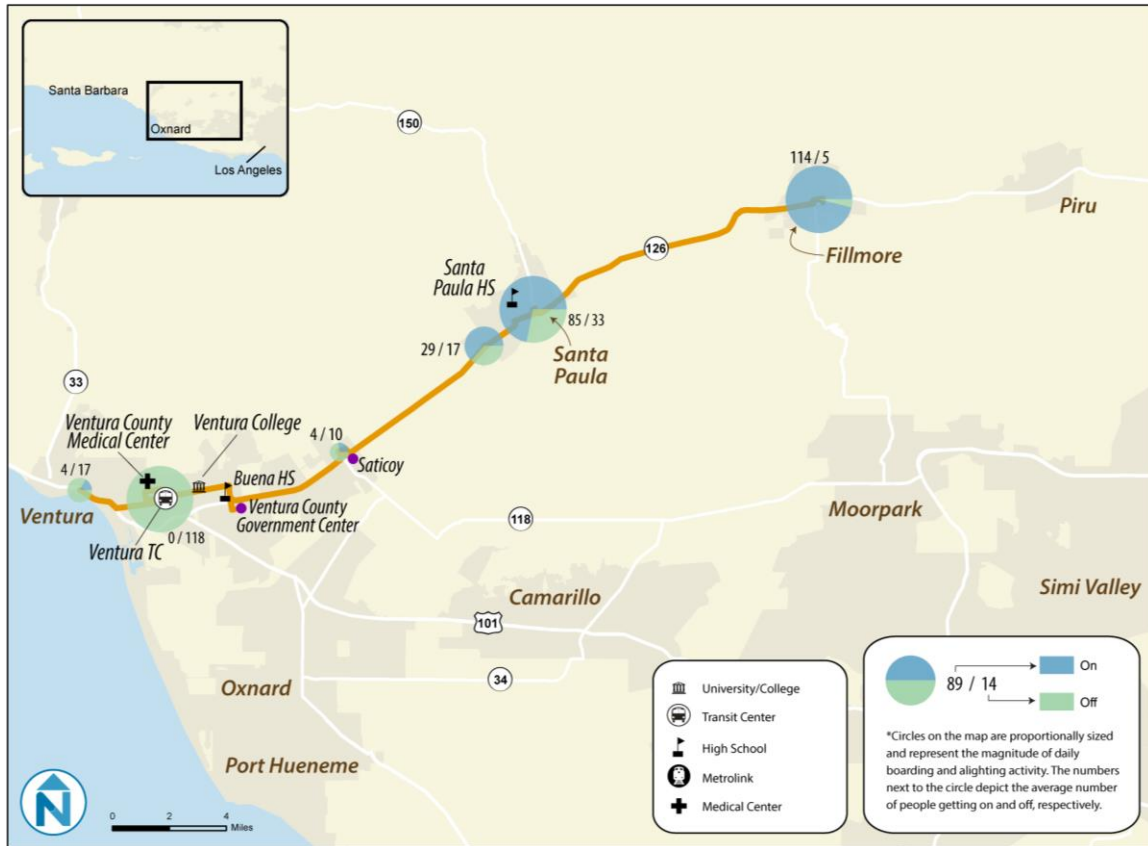 Santa Barbara
Oxnard
Los Angeles
150
114 / 5
Piru
Fillmore
126
Santa
Paula HS
85 / 33
29 / 17
Santa
Paula
33
Ventura County
Medical Center
Ventura College
4 / 10
Saticoy
4 / 17
Buena HS
Ventura
Ventura County
Government Center
0 / 118
Ventura TC
118
Moorpark
Camarillo
Simi Valley
101
34
Oxnard
Port Hueneme
N
0 2 4
Miles
University/College
Transit Center
High School
Metrolink
Medical Center
89 / 14
On
Off
*Circles on the map are proportionally sized
and represent the magnitude of daily
boarding and alighting activity. The numbers
next to the circle depict the average number
of people getting on and off, respectively.